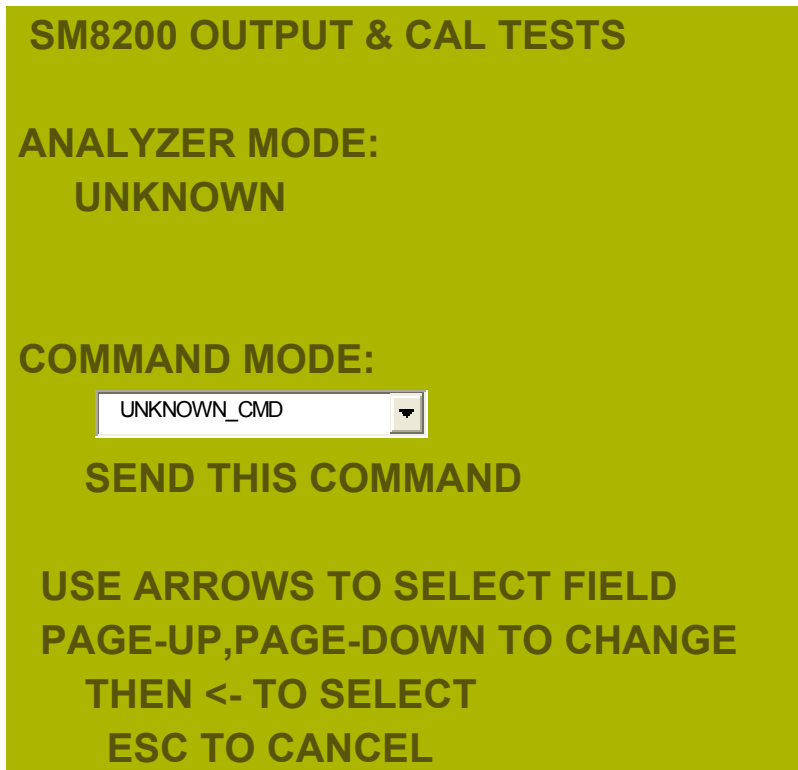 SM8200 OUTPUT & CAL TESTS
ANALYZER MODE:
UNKNOWN
COMMAND MODE:
UNKNOWN_CMD
SEND THIS COMMAND
USE ARROWS TO SELECT FIELD
PAGE-UP,PAGE-DOWN TO CHANGE
THEN <- TO SELECT
ESC TO CANCEL